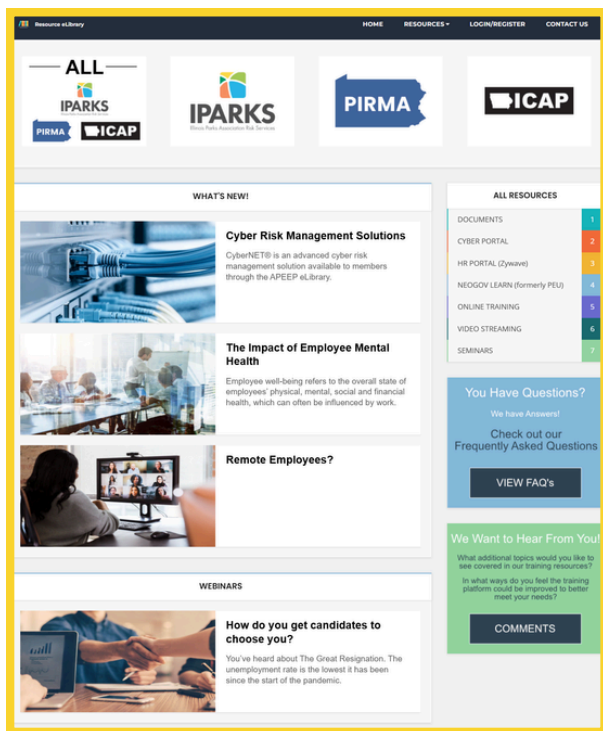 Resource eLibrary
HOME
RESOURCES
LOGIN/REGISTER
CONTACT US
ALL
IPARKS
PIRMA
ICAP
IPARKS
Illinois Parks Association Risk Services
PIRMA
ICAP
WHAT'S NEW!
Cyber Risk Management Solutions
CyberNET® is an advanced cyber risk
management solution available to members
through the APEEP eLibrary.
The Impact of Employee Mental
Health
Employee well-being refers to the overall state of
employees' physical, mental, social and financial
health, which can often be influenced by work.
Remote Employees?
WEBINARS
How do you get candidates to
choose you?
You've heard about The Great Resignation. The
unemployment rate is the lowest it has been
since the start of the pandemic.
ALL RESOURCES
DOCUMENTS 1
CYBER PORTAL 2
HR PORTAL (Zywave) 3
NEOGOV LEARN (formerly PEU) 4
ONLINE TRAINING 5
VIDEO STREAMING 6
SEMINARS 7
You Have Questions?
We have Answers!
Check out our
Frequently Asked Questions
VIEW FAQ's
We Want to Hear From You!
What additional topics would you like to
see covered in our training resources?
In what ways do you feel the training
platform could be improved to better
meet your needs?
COMMENTS